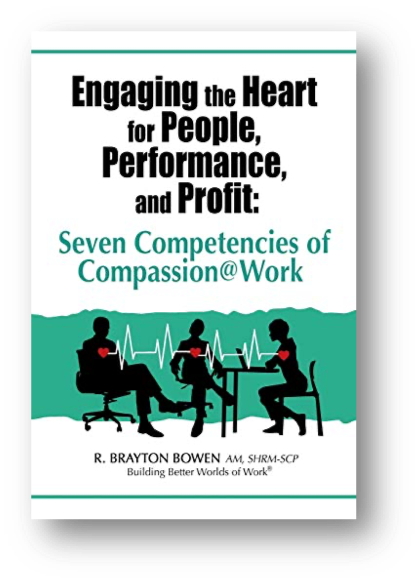 Engaging the Heart
for People,
Performance,
and Profit:
Seven Competencies of
Compassion@Work
R. BRAYTON BOWEN AM, SHRM-SCP
Building Better Worlds of Work®